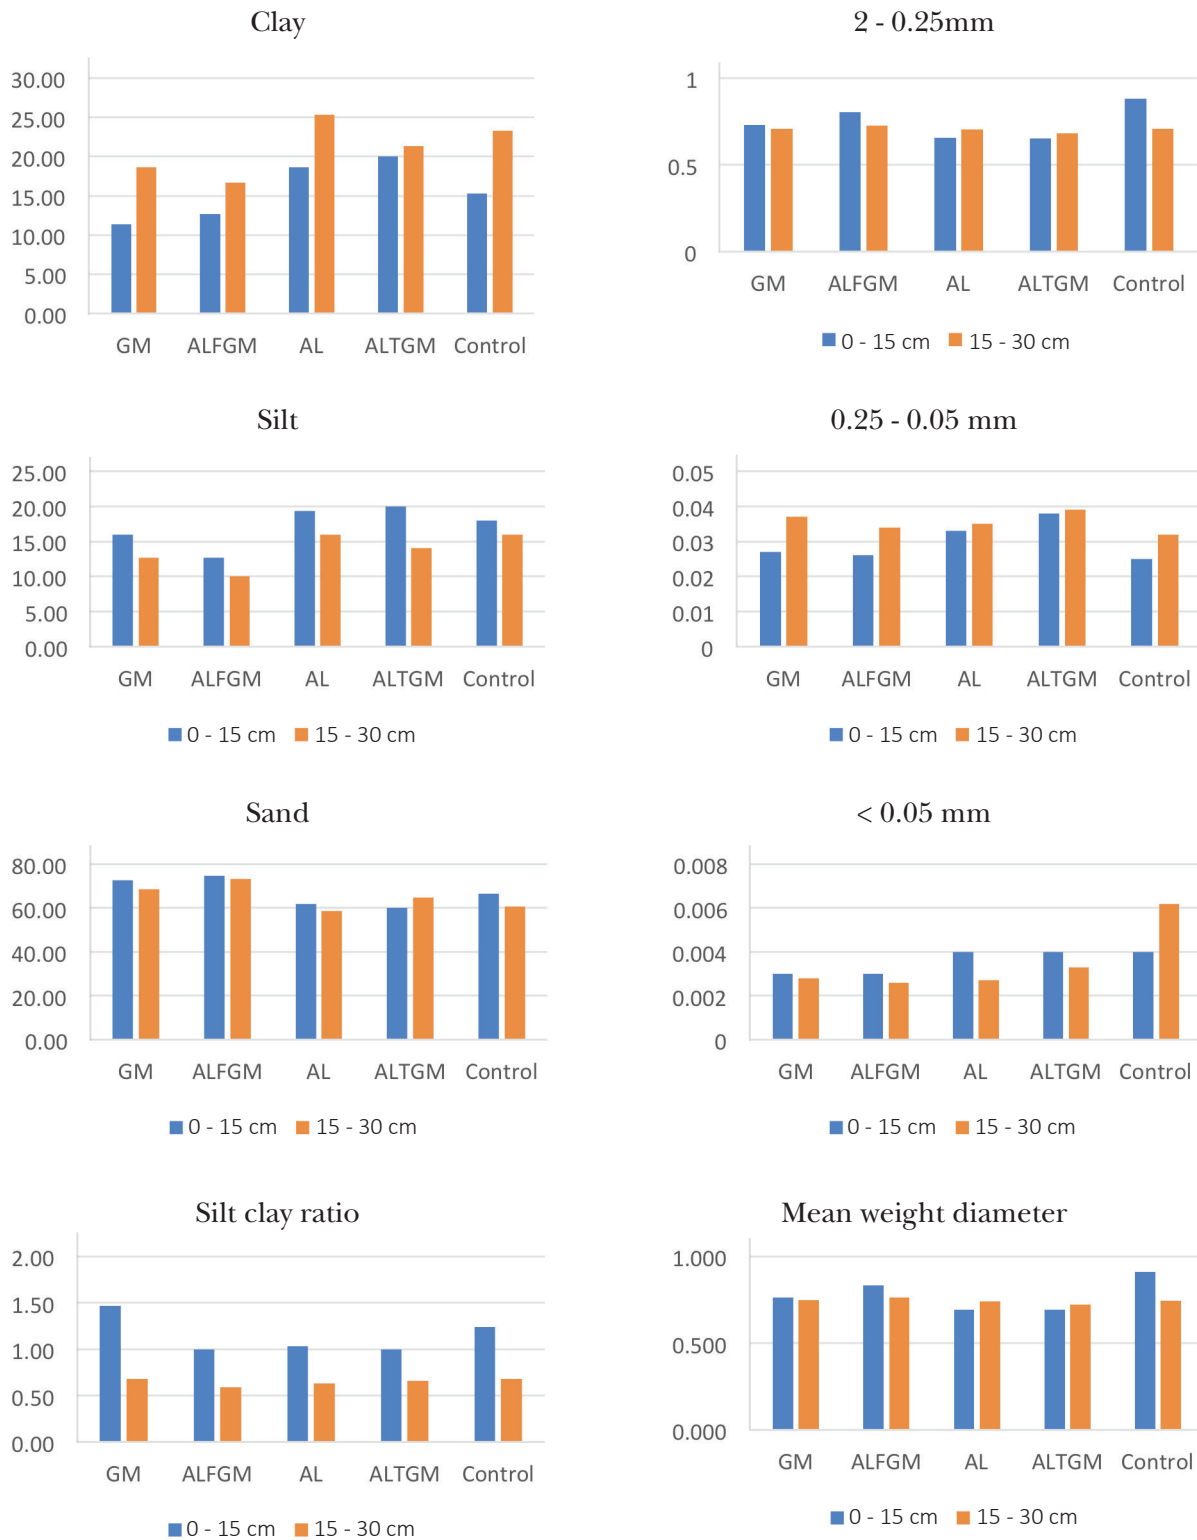 Clay
30.00
25.00
20.00
15.00
10.00
5.00
0.00
GM ALFGM AL ALTGM Control
2 - 0.25mm
1
0.5
0
GM ALFGM AL ALTGM Control
0 - 15 cm 15 - 30 cm
Silt
25.00
20.00
15.00
10.00
5.00
0.00
GM ALFGM AL ALTGM Control
0 - 15 cm 15 - 30 cm
0.25 - 0.05 mm
0.05
0.04
0.03
0.02
0.01
0
GM ALFGM AL ALTGM Control
0 - 15 cm 15 - 30 cm
Sand
80.00
60.00
40.00
20.00
0.00
GM ALFGM AL ALTGM Control
0 - 15 cm 15 - 30 cm
< 0.05 mm
0.008
0.006
0.004
0.002
0
GM ALFGM AL ALTGM Control
0 - 15 cm 15 - 30 cm
Silt clay ratio
2.00
1.50
1.00
0.50
0.00
GM ALFGM AL ALTGM Control
0 - 15 cm 15 - 30 cm
Mean weight diameter
1.000
0.500
0.000
GM ALFGM AL ALTGM Control
0 - 15 cm 15 - 30 cm